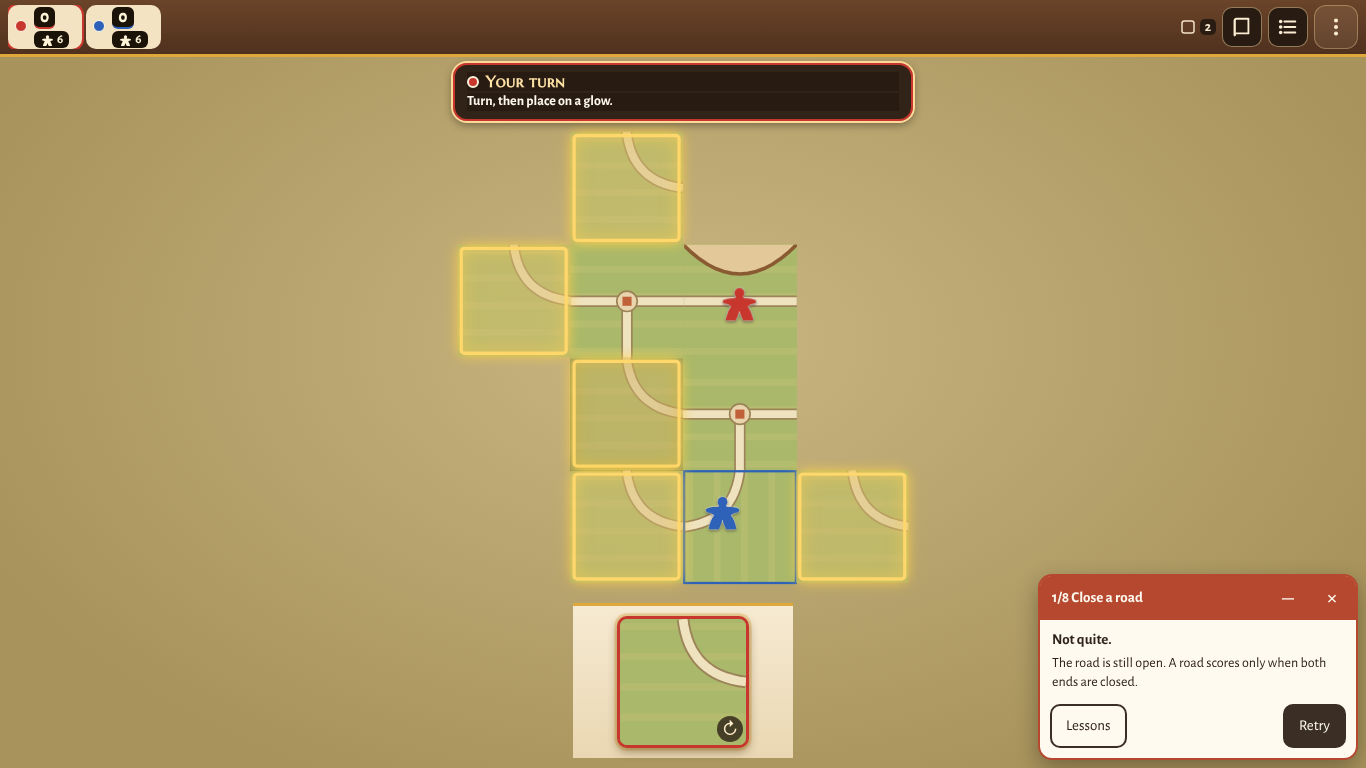 0
6
0
6
2
Your turn
Turn, then place on a glow.
1/8 Close a road
Not quite.
The road is still open. A road scores only when both
ends are closed.
Lessons
Retry